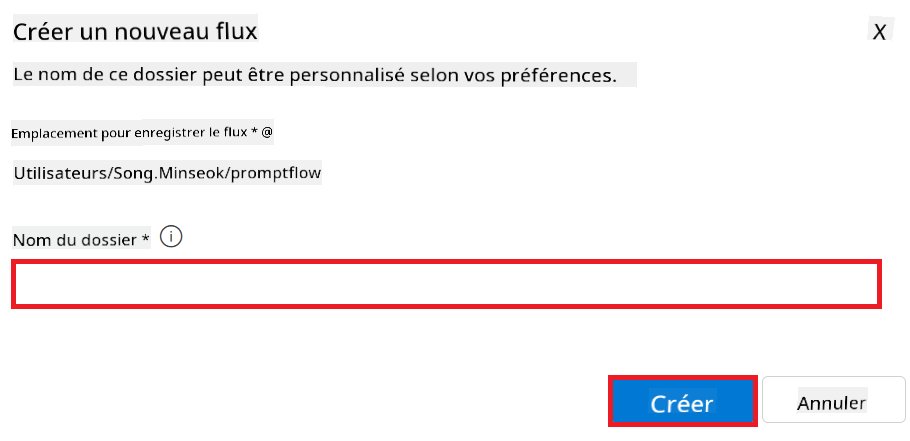 Créer un nouveau flux
X
Le nom de ce dossier peut être personnalisé selon vos préférences.
Emplacement pour enregistrer le flux * @
Utilisateurs/Song.Minseok/promptflow
Nom du dossier * i
Créer
Annuler